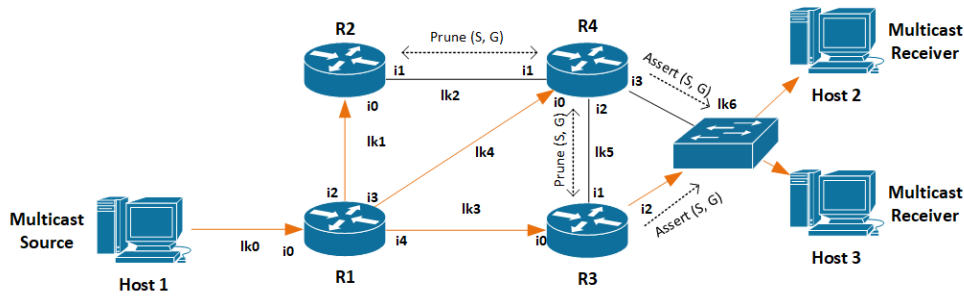 R2
Prune (S, G)
R4
Multicast
Receiver
i1
i1
i3
Assert (S, G)
Host 2
lk2
i0
i0
i2
lk6
lk1
lk4
Prune (S, G)
lk5
i2
i3
lk3
i1
Multicast
Source
Multicast
Receiver
i2
Assert (S, G)
lk0
i0
i4
i0
Host 1
R1
R3
Host 3